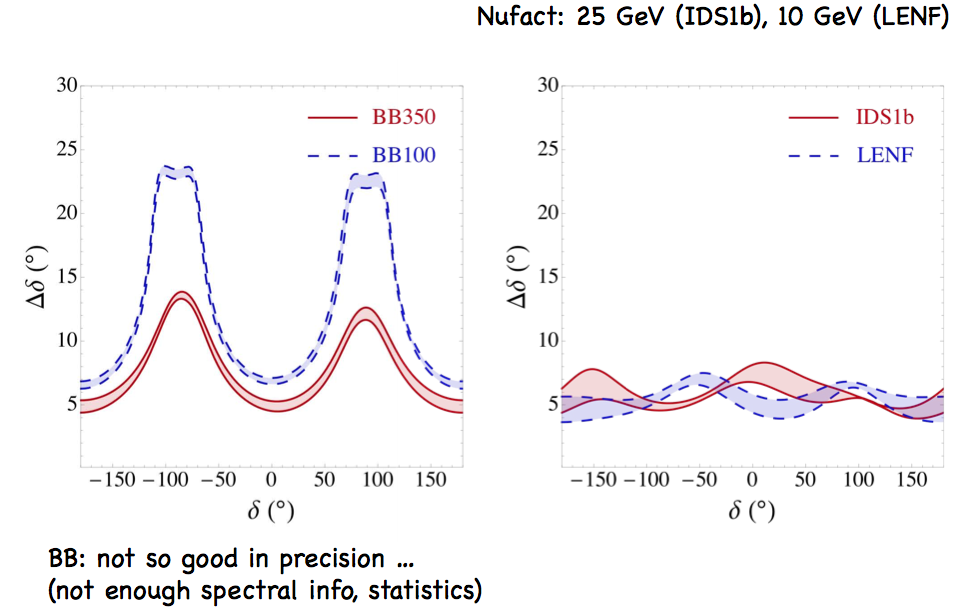 Nufact: 25 GeV (IDS1b), 10 GeV (LENF)
30
25
20
15
10
5
Δδ (°)
BB350
BB100
−150 −100 −50 0 50 100 150
δ (°)
30
25
20
15
10
5
Δδ (°)
IDS1b
LENF
−150 −100 −50 0 50 100 150
δ (°)
BB: not so good in precision ...
(not enough spectral info, statistics)